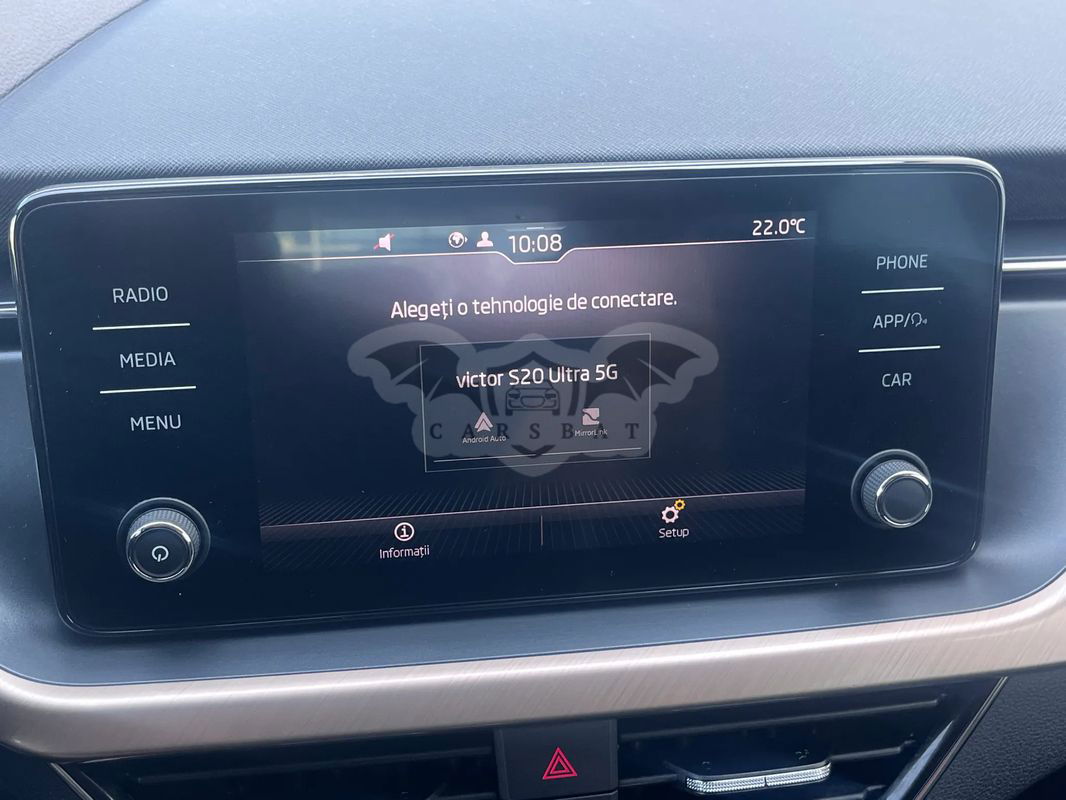 10:08
22.0°C
RADIO
MEDIA
MENU
Alegeți o tehnologie de conectare.
victor S20 Ultra 5G
Android Auto
MirrorLink
CARSBAT
Informații
Setup
PHONE
APP/
CAR